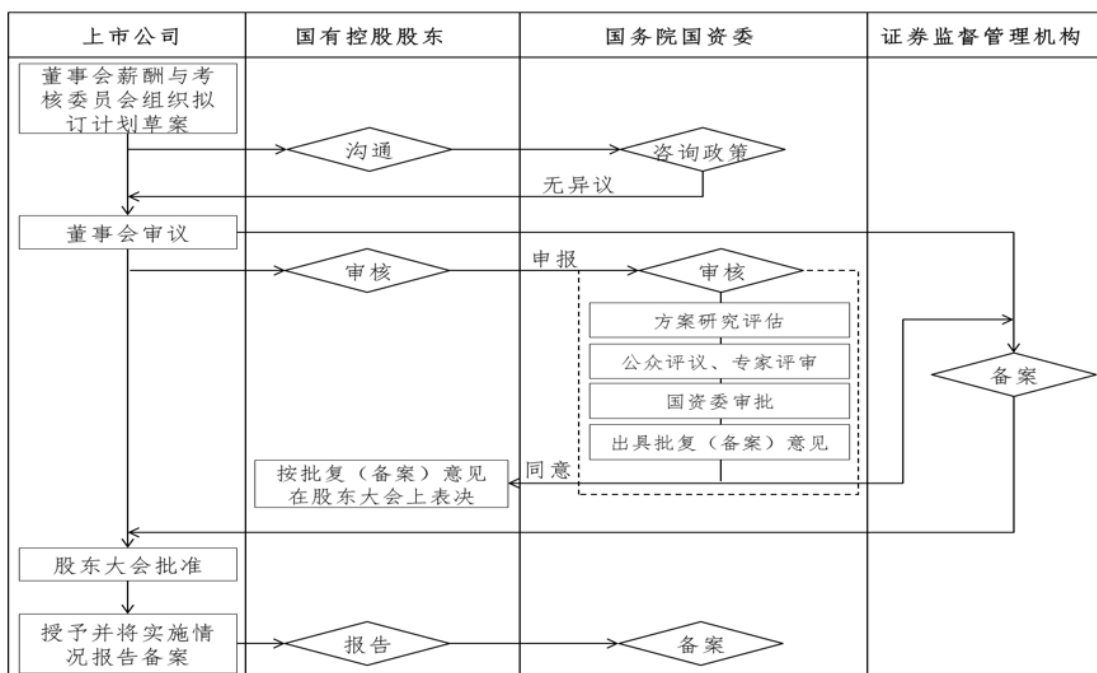 上市公司
国有控股股东
国务院国资委
证券监督管理机构
董事会薪酬与考
核委员会组织拟
订计划草案
沟通
咨询政策
无异议
董事会审议
审核
申报
审核
方案研究评估
公众评议、专家评审
国资委审批
出具批复（备案）意见
备案
同意
按批复（备案）意见
在股东大会上表决
股东大会批准
授予并将实施情
况报告备案
报告
备案